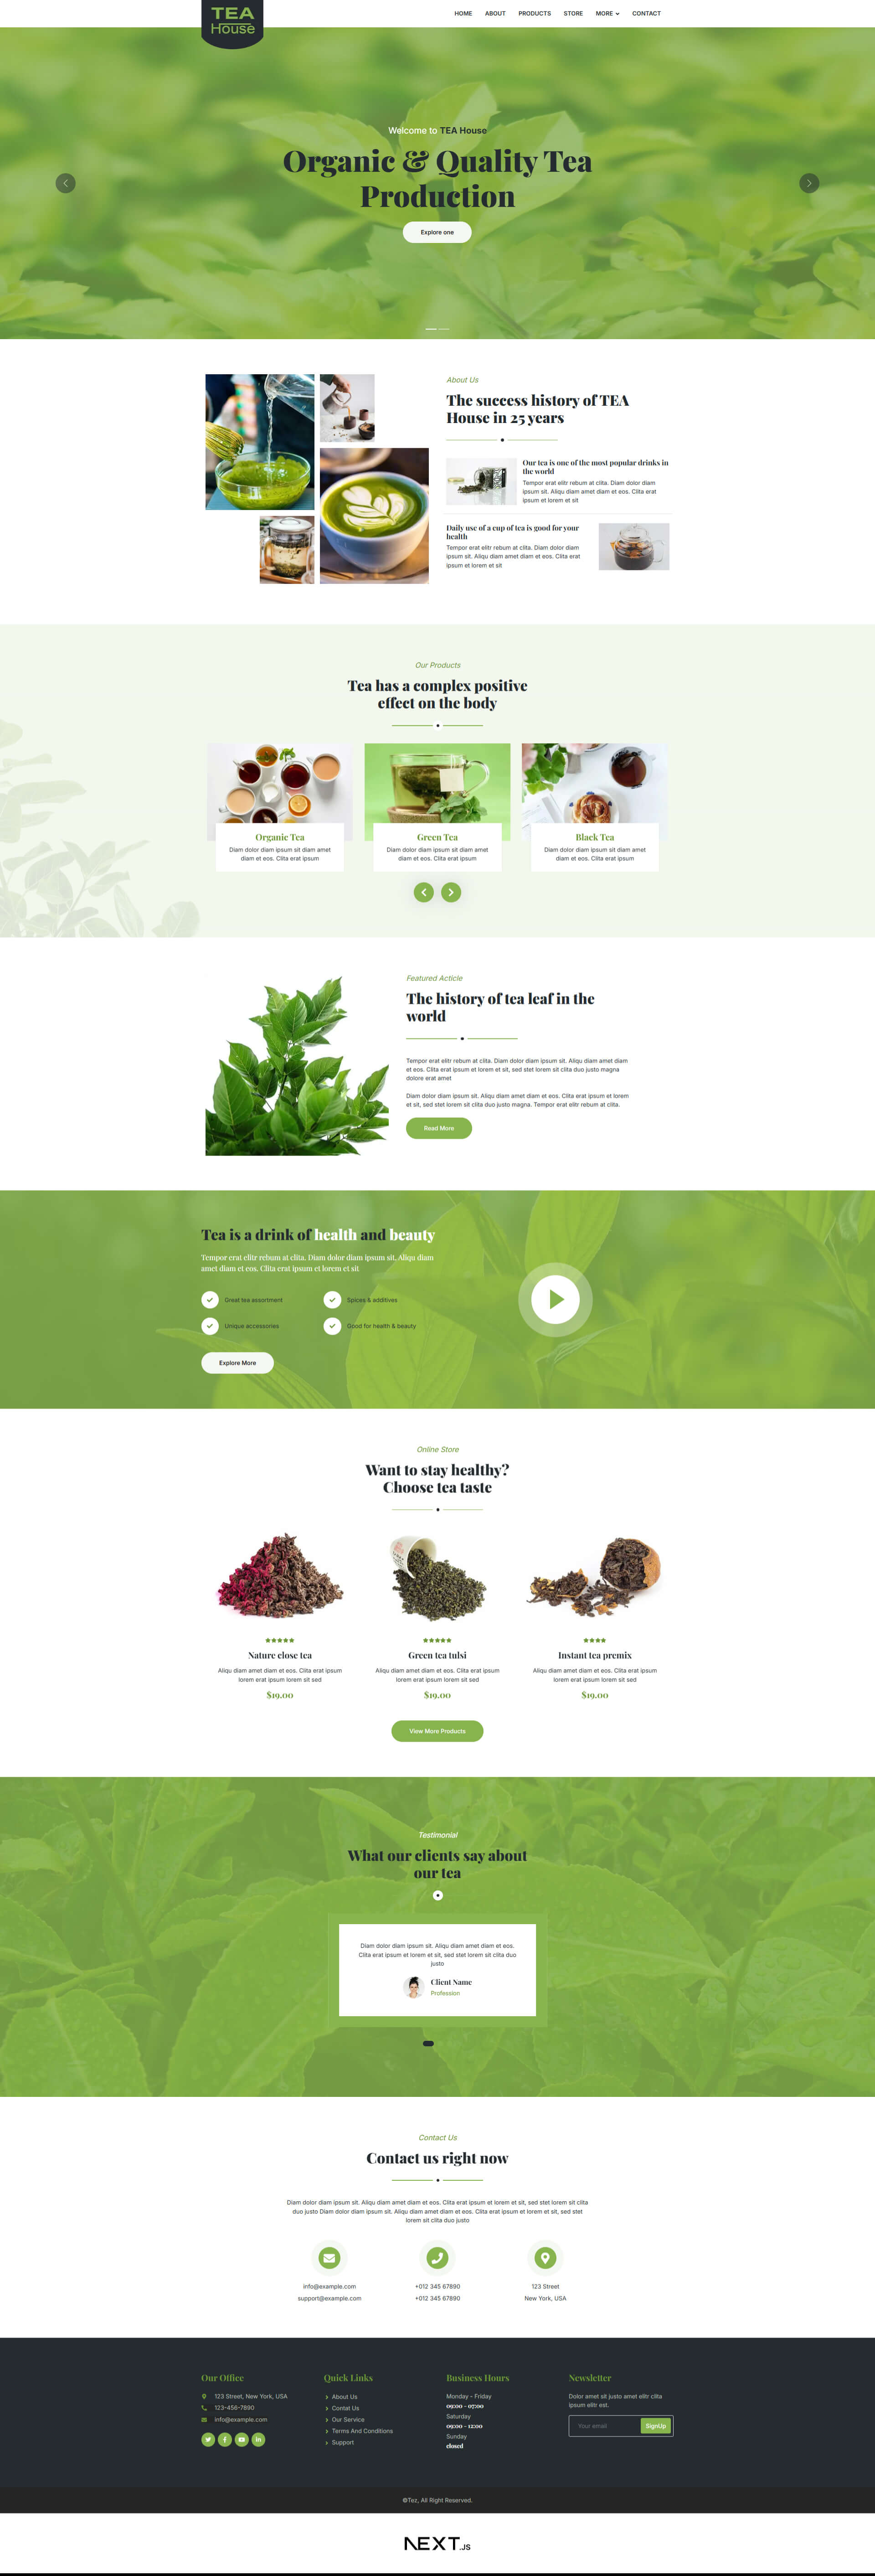 TEA
House
HOME ABOUT PRODUCTS STORE MORE CONTACT
Welcome to TEA House
Organic & Quality Tea
Production
Explore one
About Us
The success history of TEA
House in 25 years
Our tea is one of the most popular drinks in
the world
Tempor erat elitr rebum at clita. Diam dolor diam
ipsum sit. Aliqu diam amet diam et eos. Clita erat
ipsum et lorem et sit
Daily use of a cup of tea is good for your
health
Tempor erat elitr rebum at clita. Diam dolor diam
ipsum sit. Aliqu diam amet diam et eos. Clita erat
ipsum et lorem et sit
Our Products
Tea has a complex positive
effect on the body
Organic Tea
Diam dolor diam ipsum sit diam amet
diam et eos. Clita erat ipsum
Green Tea
Diam dolor diam ipsum sit diam amet
diam et eos. Clita erat ipsum
Black Tea
Diam dolor diam ipsum sit diam amet
diam et eos. Clita erat ipsum
Featured Acticle
The history of tea leaf in the
world
Tempor erat elitr rebum at clita. Diam dolor diam ipsum sit. Aliqu diam amet diam
et eos. Clita erat ipsum et lorem et sit, sed stet lorem sit clita duo justo magna
dolore erat amet
Diam dolor diam ipsum sit. Aliqu diam amet diam et eos. Clita erat ipsum et lorem
et sit, sed stet lorem sit clita duo justo magna. Tempor erat elitr rebum at clita.
Read More
Tea is a drink of health and beauty
Tempor erat elitr rebum at clita. Diam dolor diam ipsum sit. Aliqu diam
amet diam et eos. Clita erat ipsum et lorem et sit
Great tea assortment
Spices & additives
Unique accessories
Good for health & beauty
Explore More
Online Store
Want to stay healthy?
Choose tea taste
Nature close tea
Aliqu diam amet diam et eos. Clita erat ipsum
lorem erat ipsum lorem sit sed
$19.00
Green tea tulsi
Aliqu diam amet diam et eos. Clita erat ipsum
lorem erat ipsum lorem sit sed
$19.00
Instant tea premix
Aliqu diam amet diam et eos. Clita erat ipsum
lorem erat ipsum lorem sit sed
$19.00
View More Products
Testimonial
What our clients say about
our tea
Diam dolor diam ipsum sit. Aliqu diam amet diam et eos.
Clita erat ipsum et lorem et sit, sed stet lorem sit clita duo
justo
Client Name
Profession
Contact Us
Contact us right now
Diam dolor diam ipsum sit. Aliqu diam amet diam et eos. Clita erat ipsum et lorem et sit, sed stet lorem sit clita
duo justo Diam dolor diam ipsum sit. Aliqu diam amet diam et eos. Clita erat ipsum et lorem et sit, sed stet
lorem sit clita duo justo
info@example.com
support@example.com
+012 345 67890
+012 345 67890
123 Street
New York, USA
Our Office
123 Street, New York, USA
123-456-7890
info@example.com
Quick Links
About Us
Contat Us
Our Service
Terms And Conditions
Support
Business Hours
Monday - Friday
09:00 - 07:00
Saturday
09:00 - 12:00
Sunday
closed
Newsletter
Dolor amet sit justo amet elitr clita
ipsum elitr est.
Your email
SignUp
©Tez, All Right Reserved.
NEXT.JS